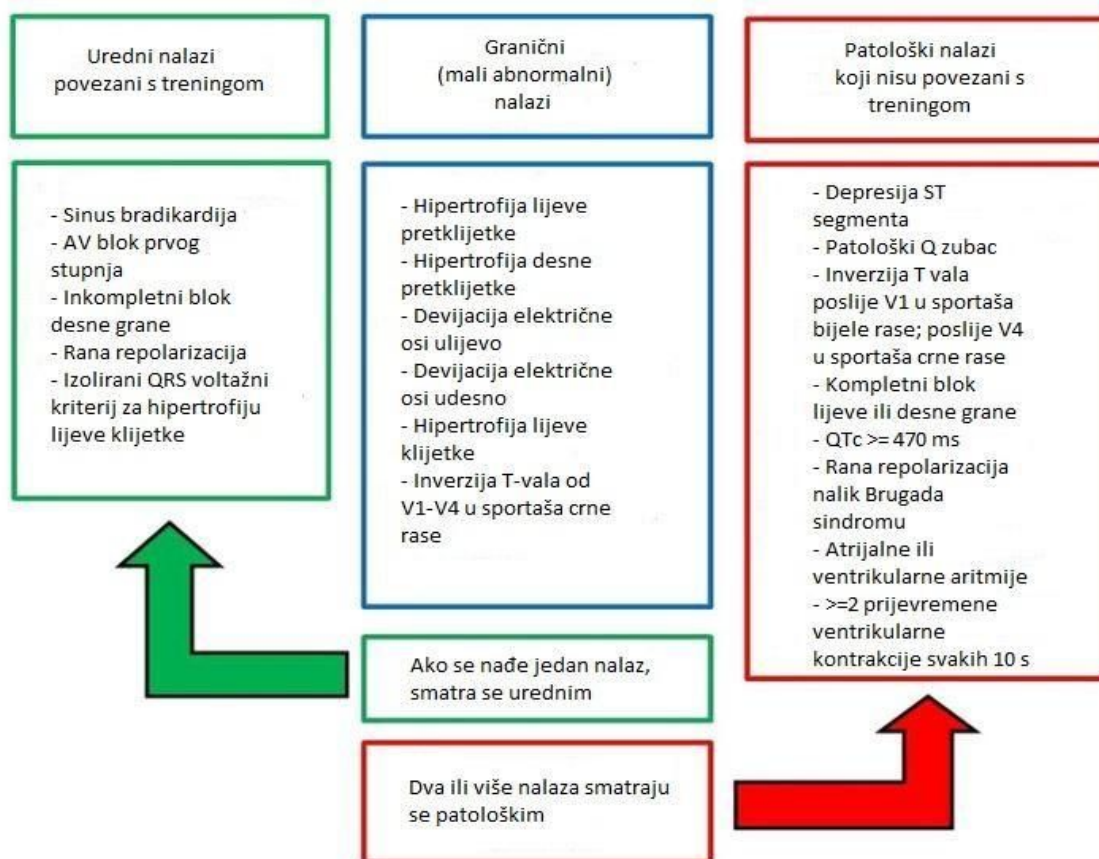 Uredni nalazi
povezani s treningom
Granični
(mali abnormalni)
nalazi
Patološki nalazi
koji nisu povezani s
treningom
- Sinus bradikardija
- AV blok prvog
stupnja
- Inkompletni blok
desne grane
- Rana repolarizacija
- Izolirani QRS voltažni
kriterij za hipertrofiju
lijeve klijetke
- Hipertrofija lijeve
pretklijetke
- Hipertrofija desne
pretklijetke
- Devijacija električne
osi ulijevo
- Devijacija električne
osi udesno
- Hipertrofija lijeve
klijetke
- Inverzija T-vala od
V1-V4 u sportaša crne
rase
- Depresija ST
segmenta
- Patološki Q zubac
- Inverzija T vala
poslije V1 u sportaša
bijele rase; poslije V4
u sportaša crne rase
- Kompletni blok
lijeve ili desne grane
- QTc >= 470 ms
- Rana repolarizacija
nalik Brugada
sindromu
- Atrijalne ili
ventrikularne aritmije
- >=2 prijevremene
ventrikularne
kontrakcije svakih 10 s
Ako se nađe jedan nalaz,
smatra se urednim
Dva ili više nalaza smatraju
se patološkim